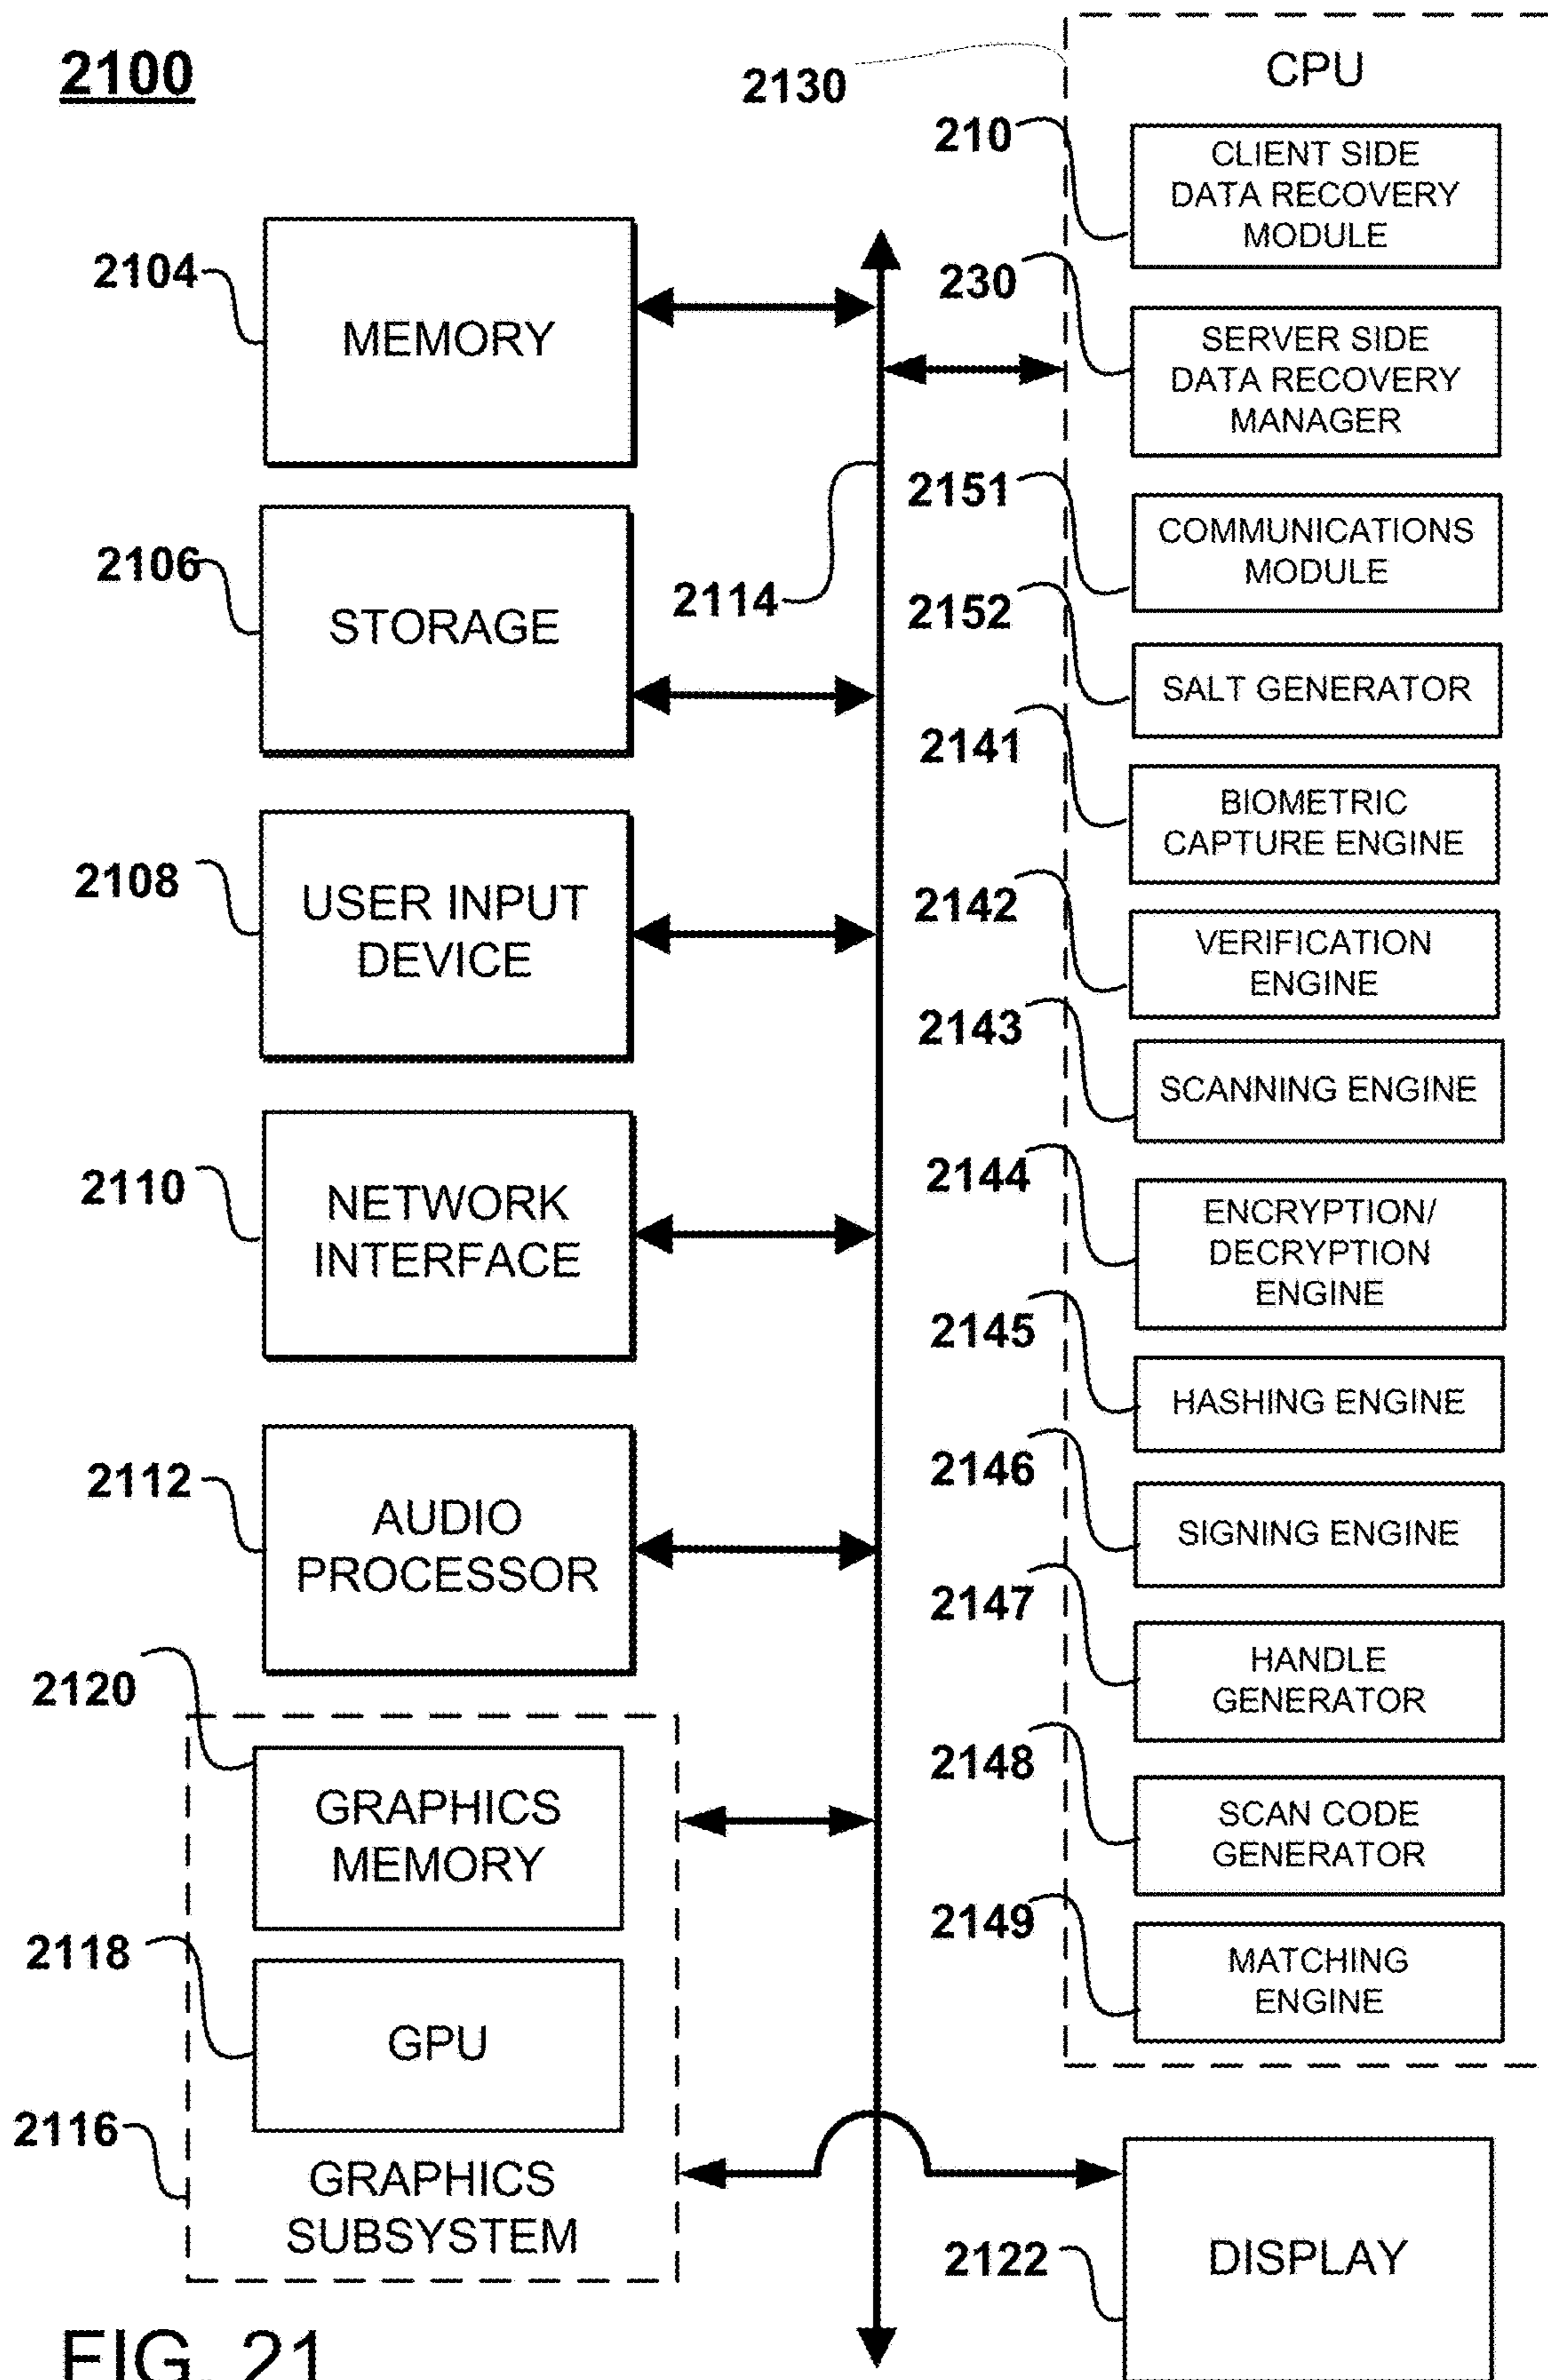 2100
2130
CPU
210
CLIENT SIDE
DATA RECOVERY
MODULE
2104
MEMORY
230
SERVER SIDE
DATA RECOVERY
MANAGER
2151
COMMUNICATIONS
MODULE
2106
STORAGE
2114
2152
SALT GENERATOR
2141
BIOMETRIC
CAPTURE ENGINE
2108
USER INPUT
DEVICE
2142
VERIFICATION
ENGINE
2143
SCANNING ENGINE
2110
NETWORK
INTERFACE
2144
ENCRYPTION/
DECRYPTION
ENGINE
2145
HASHING ENGINE
2112
AUDIO
PROCESSOR
2146
SIGNING ENGINE
2147
HANDLE
GENERATOR
2120
GRAPHICS
MEMORY
2148
SCAN CODE
GENERATOR
2118
GPU
2149
MATCHING
ENGINE
2116
GRAPHICS
SUBSYSTEM
2122
DISPLAY
FIG. 21